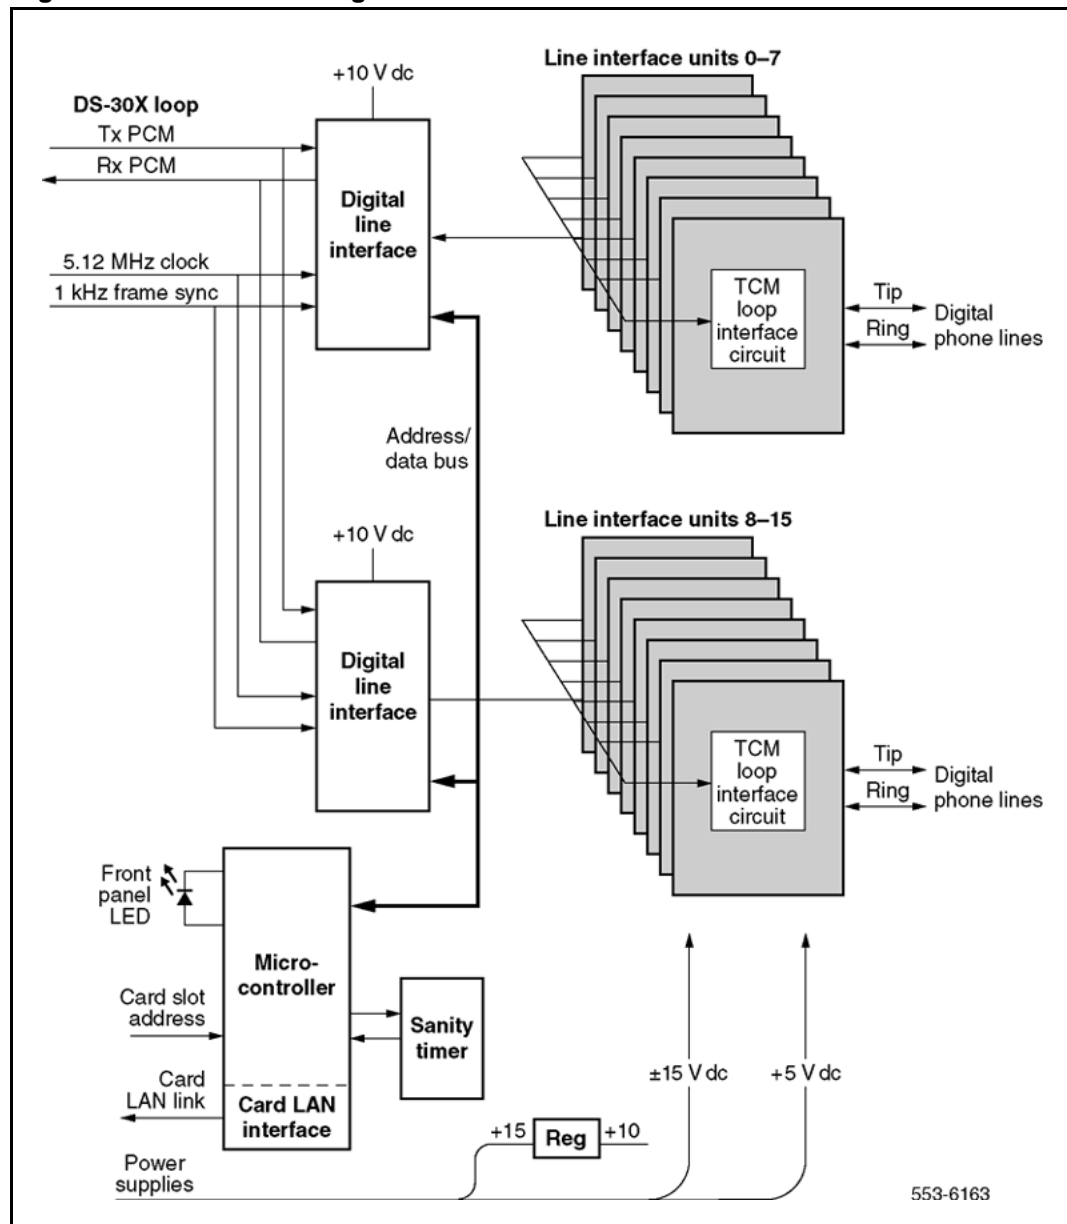 Line interface units 0–7
+10 V dc
DS-30X loop
Tx PCM
Rx PCM
Digital
line
interface
5.12 MHz clock
1 kHz frame sync
TCM
loop
interface
circuit
Tip
Ring
Digital
phone lines
Address/
data bus
Line interface units 8–15
+10 V dc
Digital
line
interface
TCM
loop
interface
circuit
Tip
Ring
Digital
phone lines
Front
panel
LED
Micro-
controller
Card slot
address
Sanity
timer
Card
LAN link
Card LAN
interface
±15 V dc
+5 V dc
+15
Reg
+10
Power
supplies
553-6163